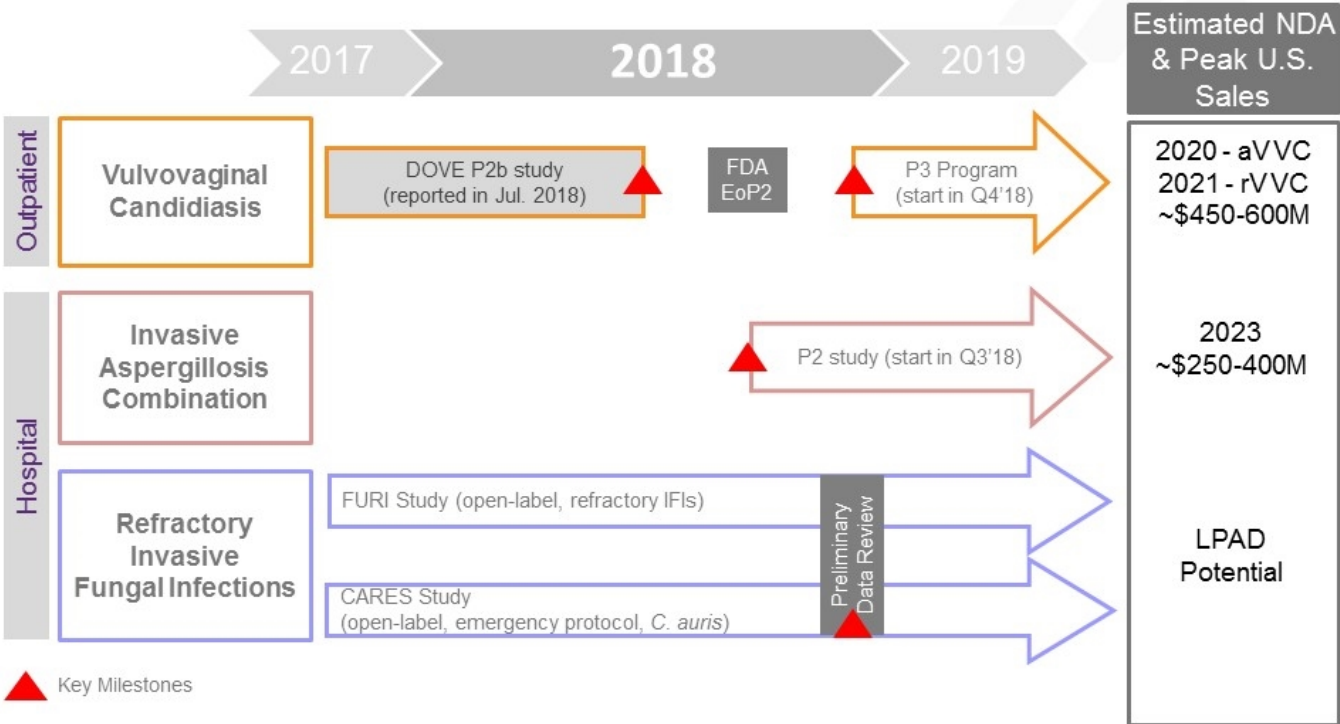 2017
2018
2019
Estimated NDA
& Peak U.S.
Sales
Outpatient
Vulvovaginal
Candidiasis
DOVE P2b study
(reported in Jul. 2018)
FDA
EoP2
P3 Program
(start in Q4'18)
2020 - aVVC
2021 - rVVC
~$450-600M
Hospital
Invasive
Aspergillosis
Combination
P2 study (start in Q3'18)
2023
~$250-400M
Refractory
Invasive
Fungal Infections
FURI Study (open-label, refractory IFIs)
CARES Study
(open-label, emergency protocol, C. auris)
Preliminary
Data Review
LPAD
Potential
Key Milestones